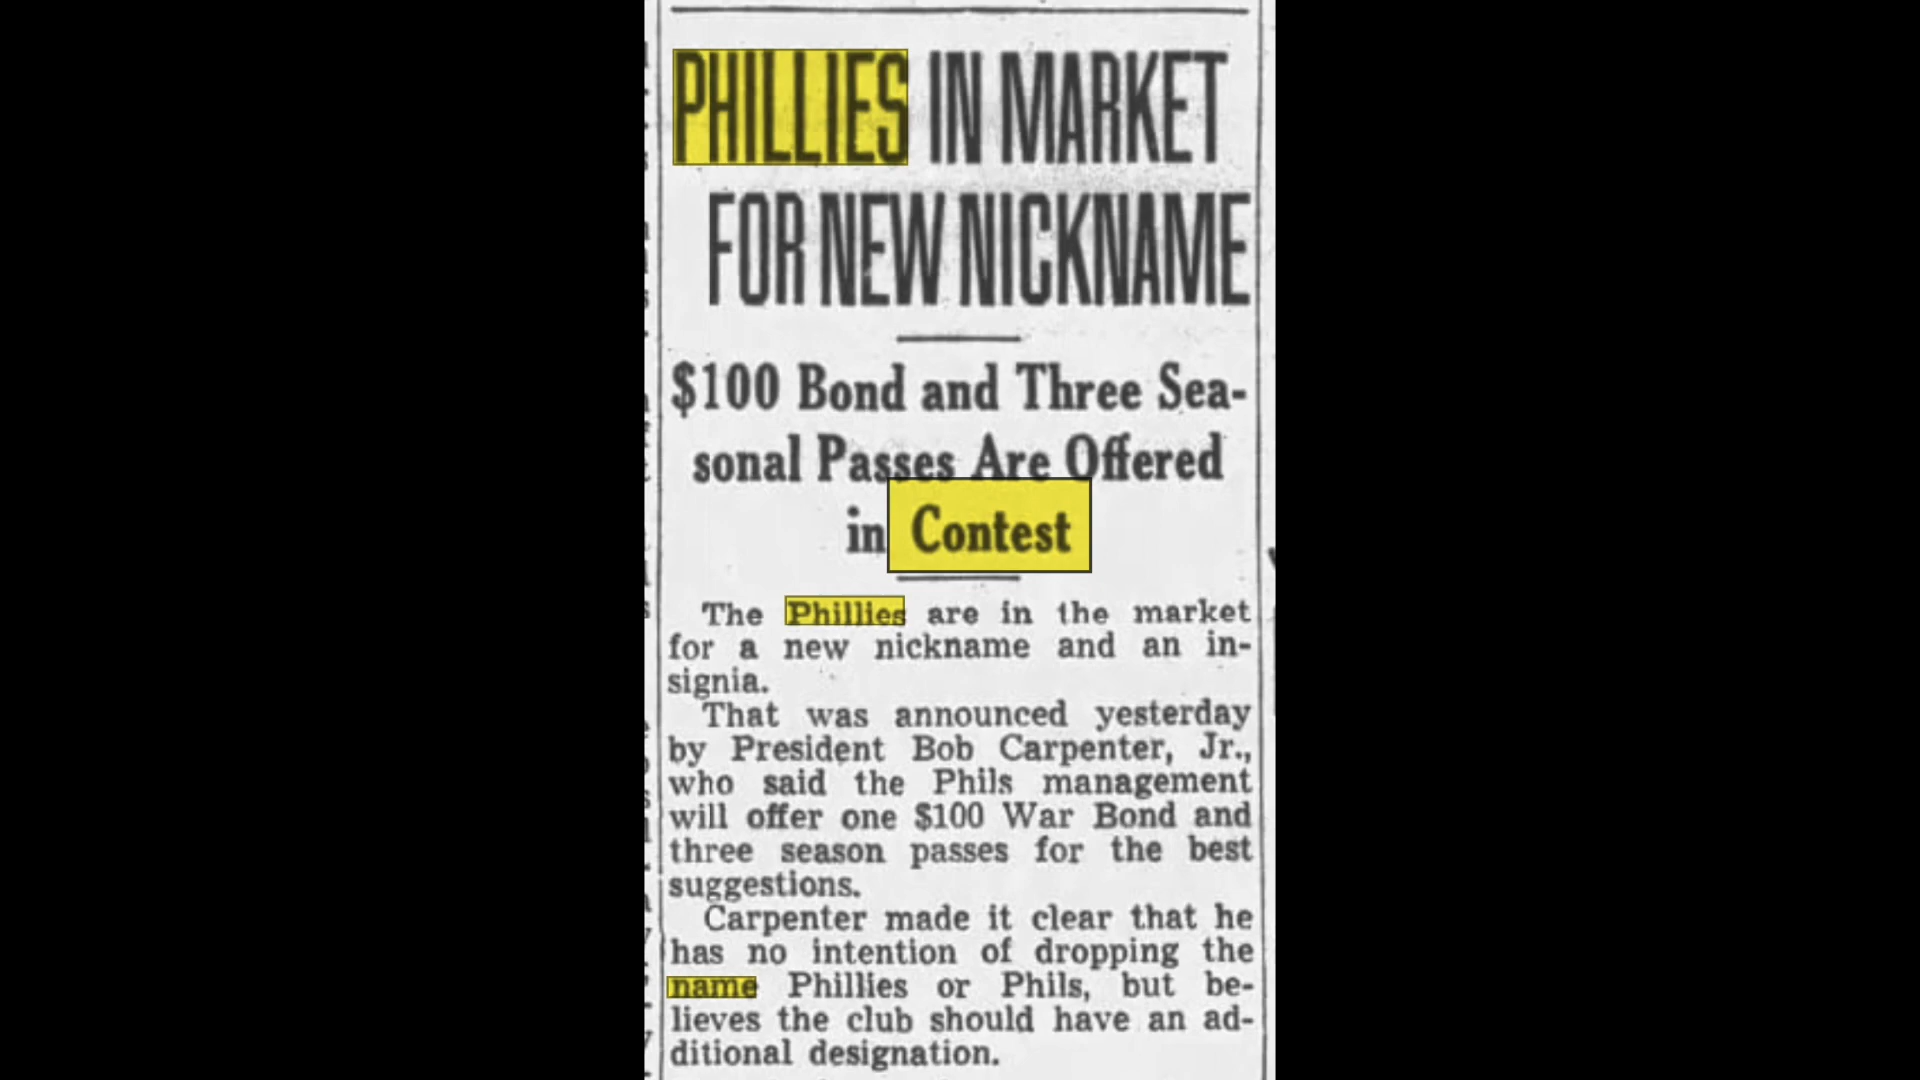 PHILLIES IN MARKET
FOR NEW NICKNAME
$100 Bond and Three Sea-
sonal Passes Are Offered
in Contest
The Phillies are in the market
for a new nickname and an in-
signia.
That was announced yesterday
by President Bob Carpenter, Jr.,
who said the Phils management
will offer one $100 War Bond and
three season passes for the best
suggestions.
Carpenter made it clear that he
has no intention of dropping the
name Phillies or Phils, but be-
lieves the club should have an ad-
ditional designation.